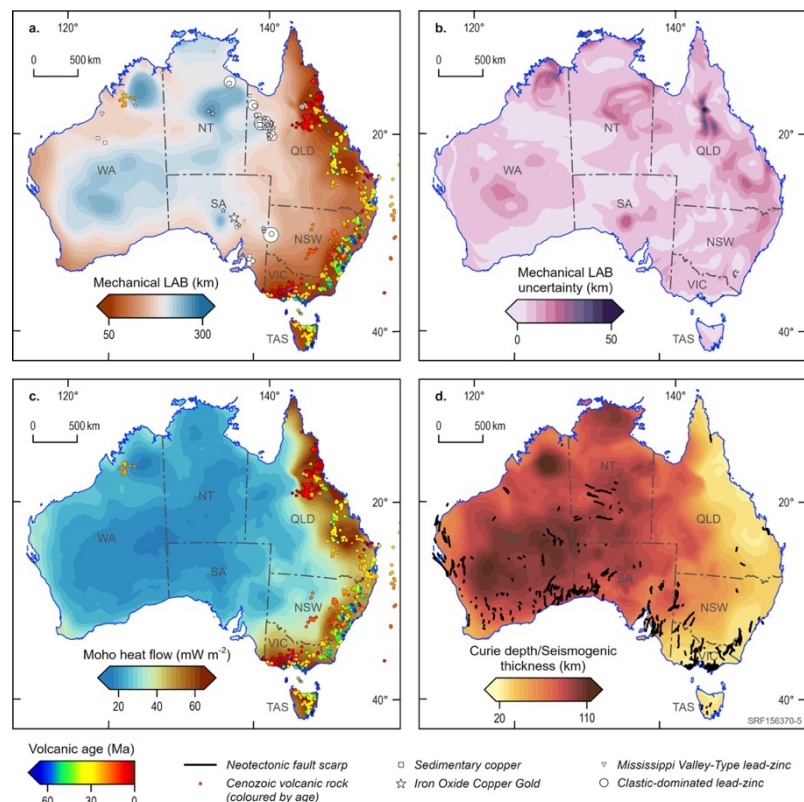 120°
140°
a.
0 500 km
NT
20°
WA
QLD
SA
NSW
Mechanical LAB (km)
VIC
50 300
40°
TAS
120°
140°
b.
0 500 km
NT
20°
WA
QLD
SA
NSW
Mechanical LAB
uncertainty (km)
VIC
0 50
40°
TAS
120°
140°
c.
0 500 km
NT
20°
WA
QLD
SA
NSW
Moho heat flow (mW m-2)
VIC
20 40 60
40°
TAS
120°
140°
d.
0 500 km
NT
20°
QLD
SA
NSW
Curie depth/Seismogenic
thickness (km)
VIC
20 110
40°
TAS
SRF156370-5
Volcanic age (Ma)
60 30 0
Neotectonic fault scarp
Cenozoic volcanic rock
(coloured by age)
Sedimentary copper
Iron Oxide Copper Gold
Mississippi Valley-Type lead-zinc
Clastic-dominated lead-zinc